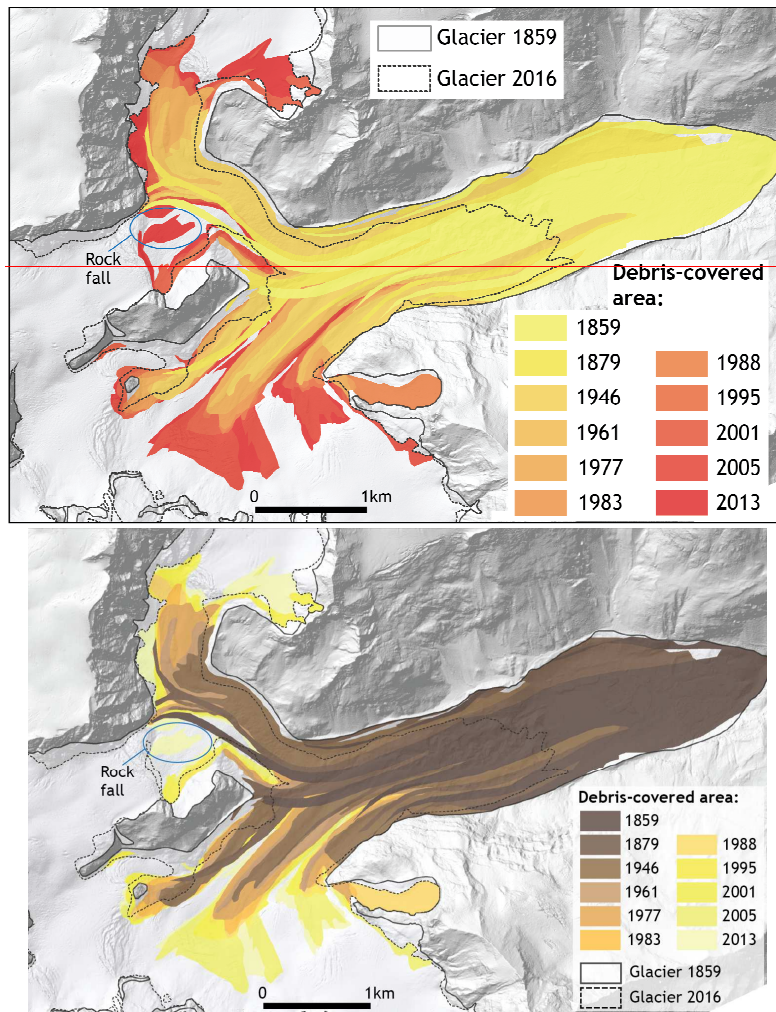 Glacier 1859
Glacier 2016
Rock
fall
Debris-covered
area:
1859
1879
1988
1946
1995
1961
2001
1977
2005
1983
2013
0
1km
Rock
fall
Debris-covered area:
1859
1879
1988
1946
1995
1961
2001
1977
2005
1983
2013
Glacier 1859
Glacier 2016
0
1km